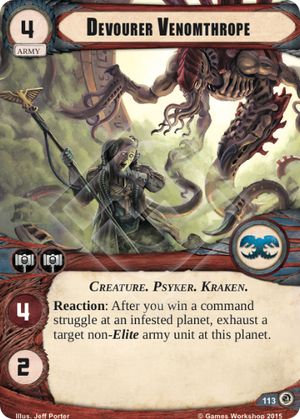 4
ARMY
DEVOURER VENOMTHROPE
CREATURE. PSYKER. KRAKEN.
4
Reaction: After you win a command
struggle at an infested planet, exhaust a
target non-Elite army unit at this planet.
2
113
Illus. Jeff Porter
© Games Workshop 2015